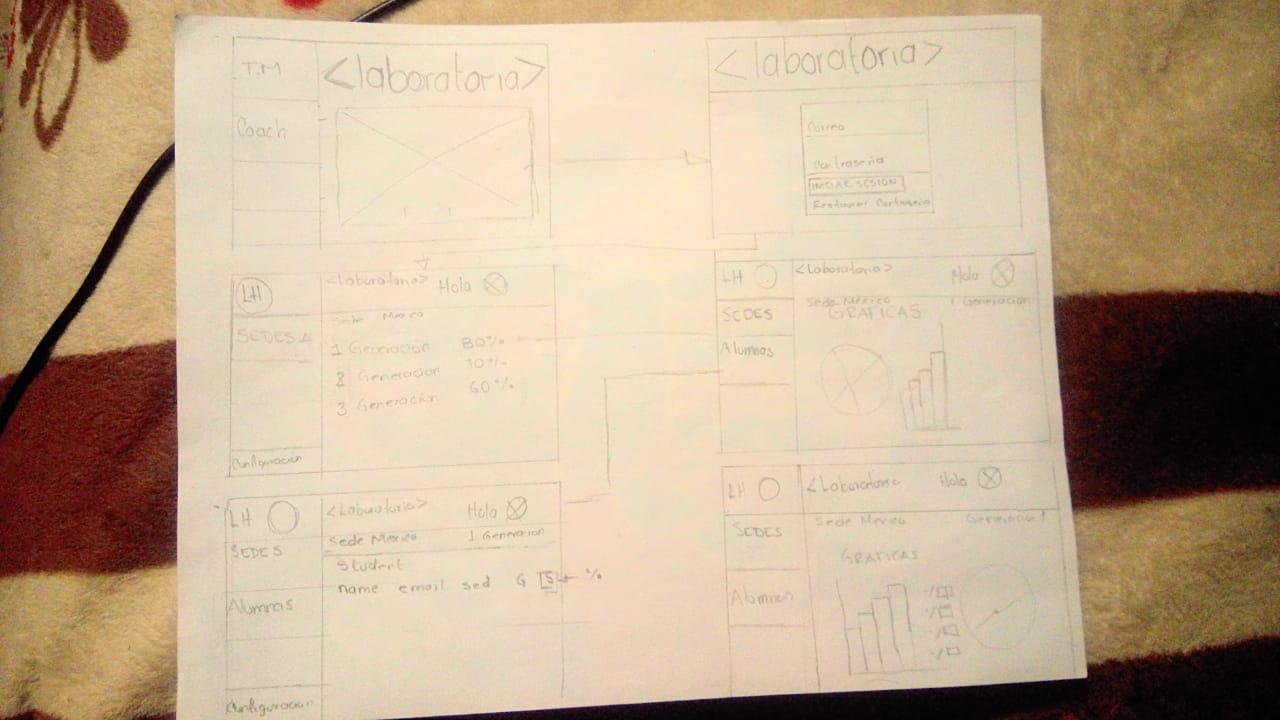 T.M
<laboratoria>
Coach
<laboratoria>
Correo
Contraseña
INICIAR SESION
Restaurar Contraseña
LH
<Laboratoria> Hola
SEDES
Sede Mexico
1 Generacion 80%
2 Generacion 70%
3 Generacion 60%
Configuracion
LH
<Laboratoria> Hola
SEDES
Sede Mexico 1 Generacion
GRAFICAS
Alumnas
LH
<Laboratoria> Hola
SEDES
Sede Mexico 1 Generacion
Student
name email sed G S %
Alumnas
Configuracion
LH
<Laboratoria Hola
SEDES
Sede Mexico Generacion 1
GRAFICAS
Alumnas